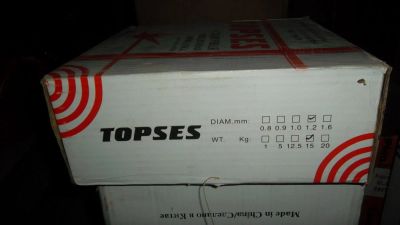 TOPSES
TOPSES
DIAM.mm:
0.8 0.9 1.0 1.2 1.6
WT. Kg:
1 5 12.5 15 20
Made in China/Сделано в Китае